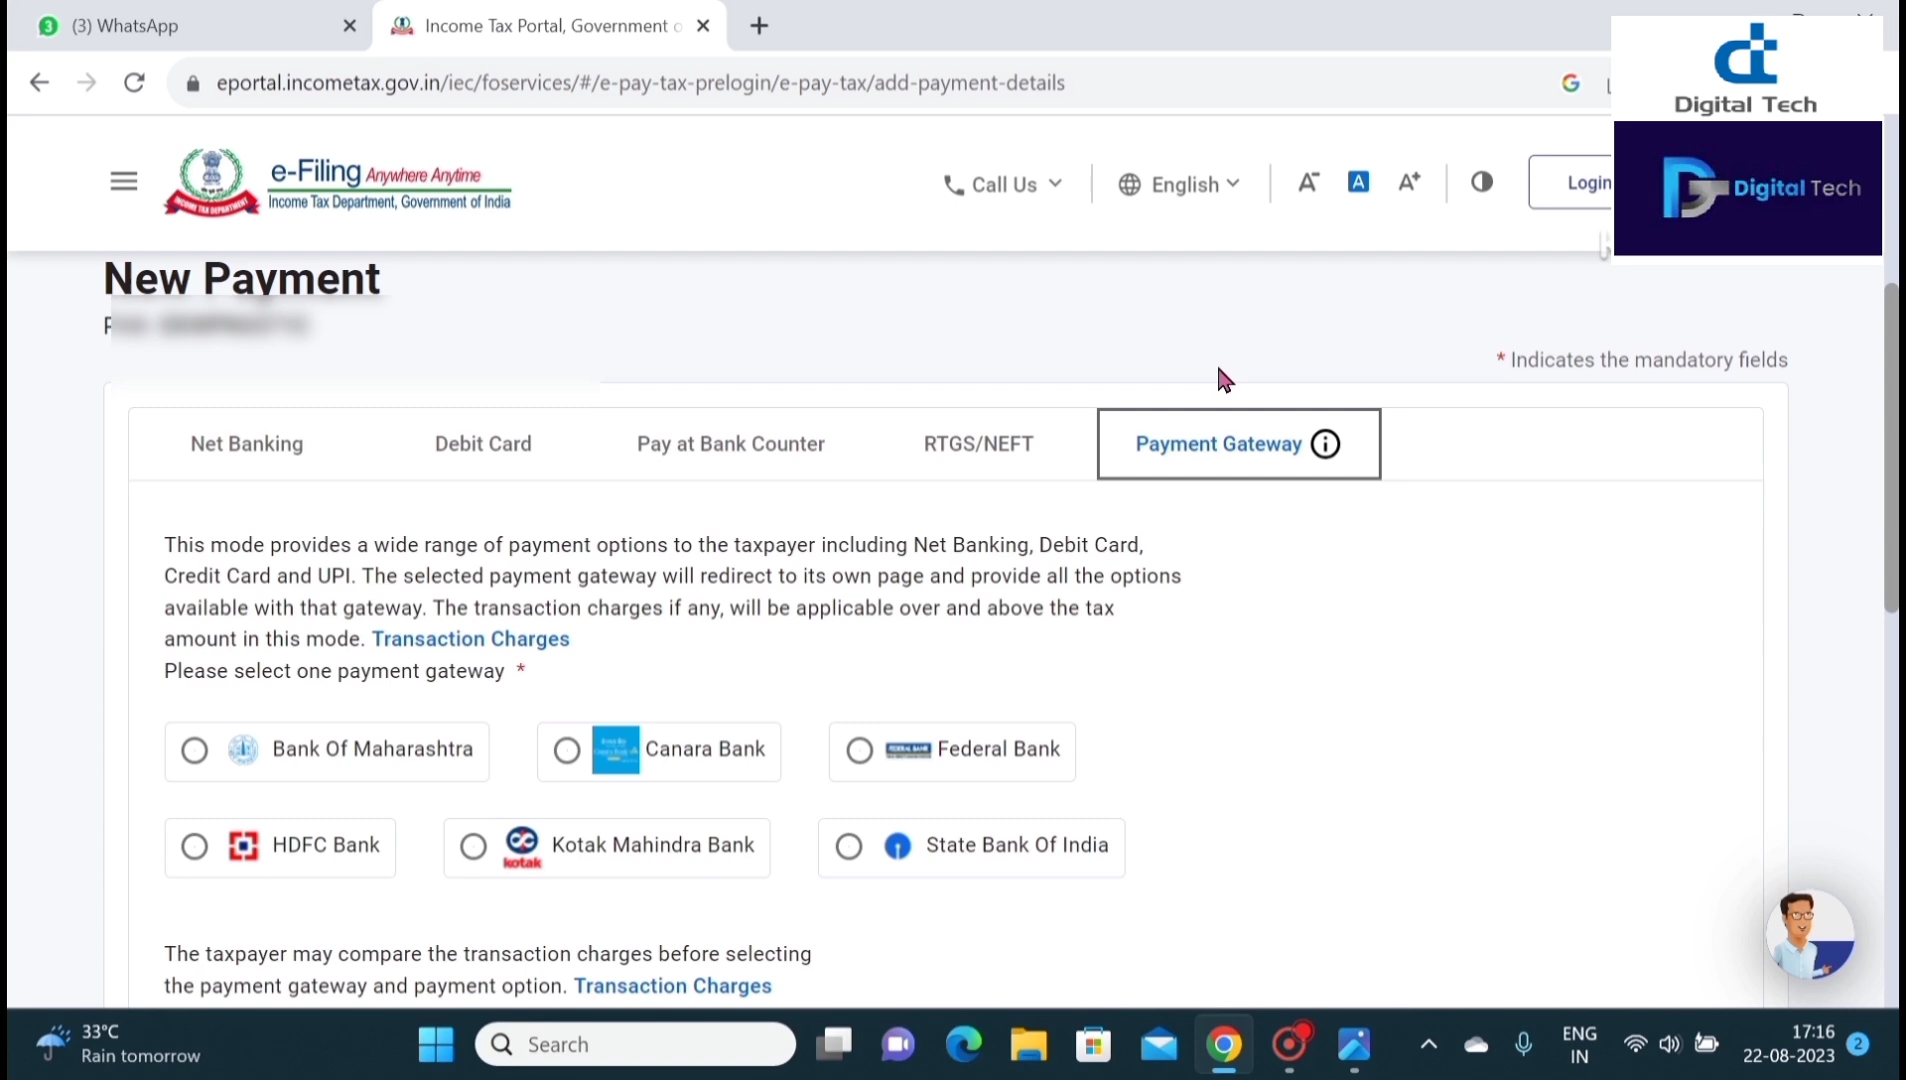 3 (3) WhatsApp
Income Tax Portal, Government o
eportal.incometax.gov.in/iec/foservices/#/e-pay-tax-prelogin/e-pay-tax/add-payment-details
Digital Tech
e-Filing Anywhere Anytime
Income Tax Department, Government of India
INCOME TAX DEPARTMENT
Call Us
English
A-
A
A+
Login
Digital Tech
New Payment
* Indicates the mandatory fields
Net Banking
Debit Card
Pay at Bank Counter
RTGS/NEFT
Payment Gateway i
This mode provides a wide range of payment options to the taxpayer including Net Banking, Debit Card,
Credit Card and UPI. The selected payment gateway will redirect to its own page and provide all the options
available with that gateway. The transaction charges if any, will be applicable over and above the tax
amount in this mode. Transaction Charges
Please select one payment gateway *
Bank Of Maharashtra
Canara Bank
FEDERAL BANK Federal Bank
HDFC Bank
kotak Kotak Mahindra Bank
State Bank Of India
The taxpayer may compare the transaction charges before selecting
the payment gateway and payment option. Transaction Charges
33°C
Rain tomorrow
Search
ENG
IN
17:16
22-08-2023
2